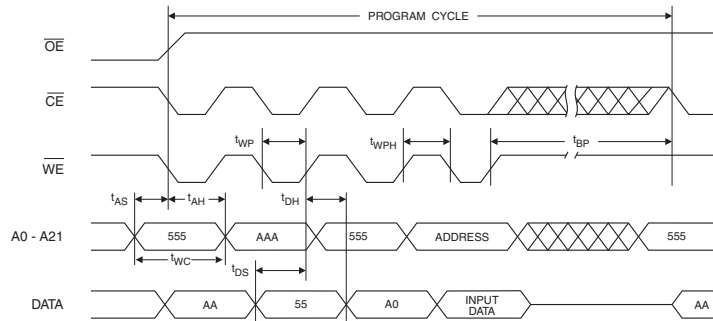 PROGRAM CYCLE
OE
CE
tWP
tWPH
tBP
WE
tAS
tAH
tDH
A0 - A21
555
AAA
555
ADDRESS
555
tWC
tDS
DATA
AA
55
A0
INPUT
DATA
AA